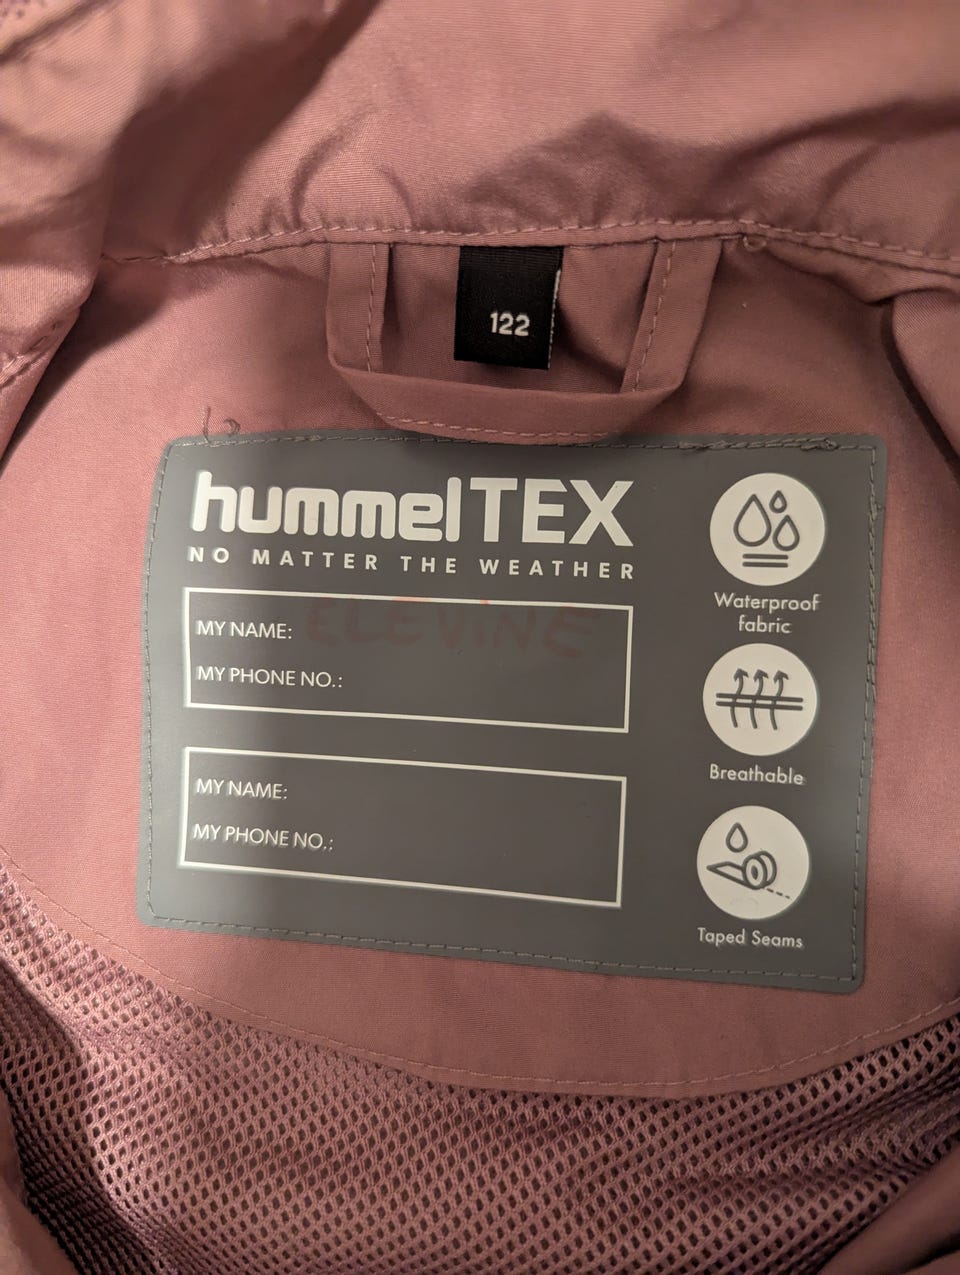 122
hummelTEX
NO MATTER THE WEATHER
MY NAME: ELEVINE
MY PHONE NO.:
MY NAME:
MY PHONE NO.:
Waterproof
fabric
Breathable
Taped Seams